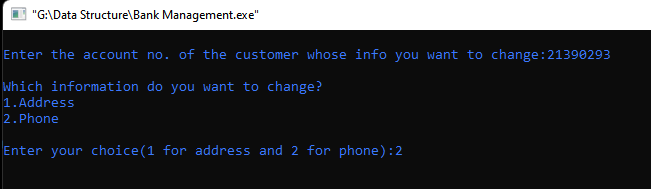 "G:\Data Structure\Bank Management.exe"
Enter the account no. of the customer whose info you want to change:21390293
Which information do you want to change?
1.Address
2.Phone
Enter your choice(1 for address and 2 for phone):2